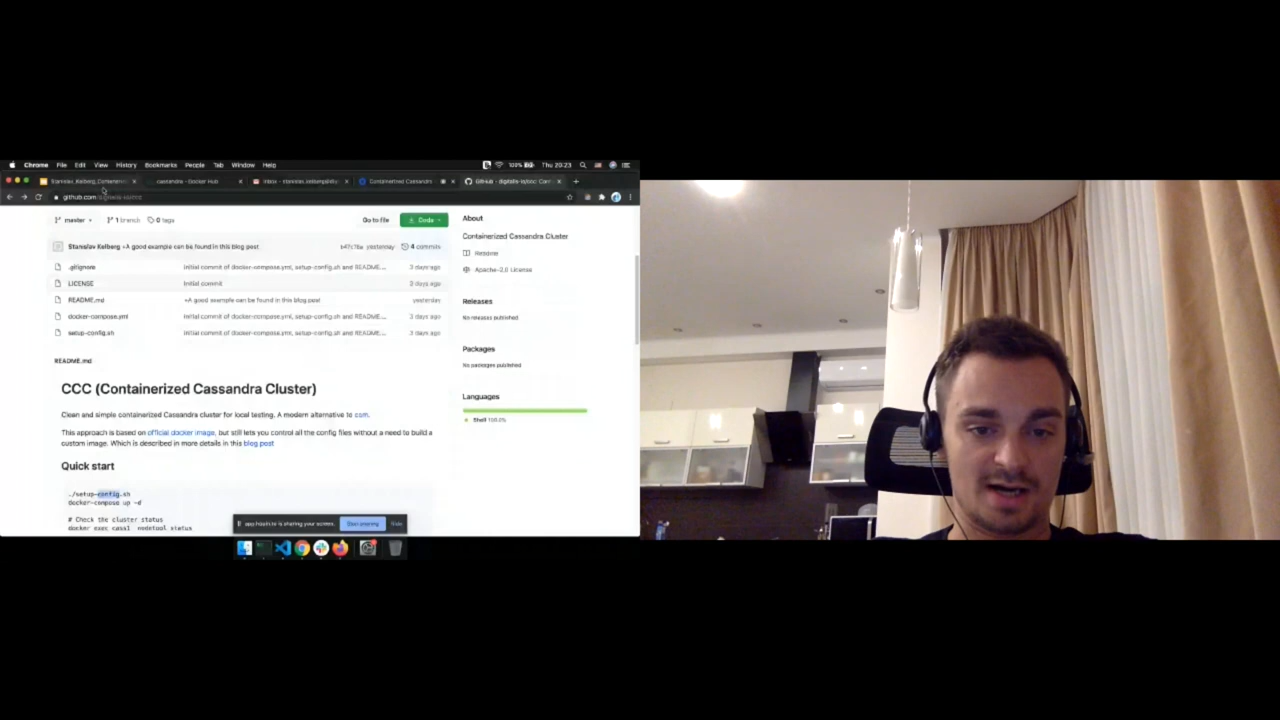 Chrome File Edit View History Bookmarks People Tab Window Help
100% Thu 20:23
cassandra - Docker Hub
Containerized Cassandra
github.com
master 1 branch 0 tags Go to file Code
Stanislav Kelberg +A good example can be found in this blog post yesterday 4 commits
.gitignore Initial commit of docker-compose.yml, setup-config.sh and README.... 3 days ago
LICENSE Initial commit 3 days ago
README.md +A good example can be found in this blog post yesterday
docker-compose.yml Initial commit of docker-compose.yml, setup-config.sh and README.... 3 days ago
setup-config.sh Initial commit of docker-compose.yml, setup-config.sh and README.... 3 days ago
README.md
CCC (Containerized Cassandra Cluster)
Clean and simple containerized Cassandra cluster for local testing. A modern alternative to ccm.
This approach is based on official docker image, but still lets you control all the config files without a need to build a
custom image. Which is described in more details in this blog post
Quick start
./setup-config.sh
docker-compose up -d
# Check the cluster status
docker exec cass1 nodetool status
About
Containerized Cassandra Cluster
Readme
Apache-2.0 License
Releases
No releases published
Packages
No packages published
Languages
Shell 100.0%
is sharing your screen. Stop sharing Hide